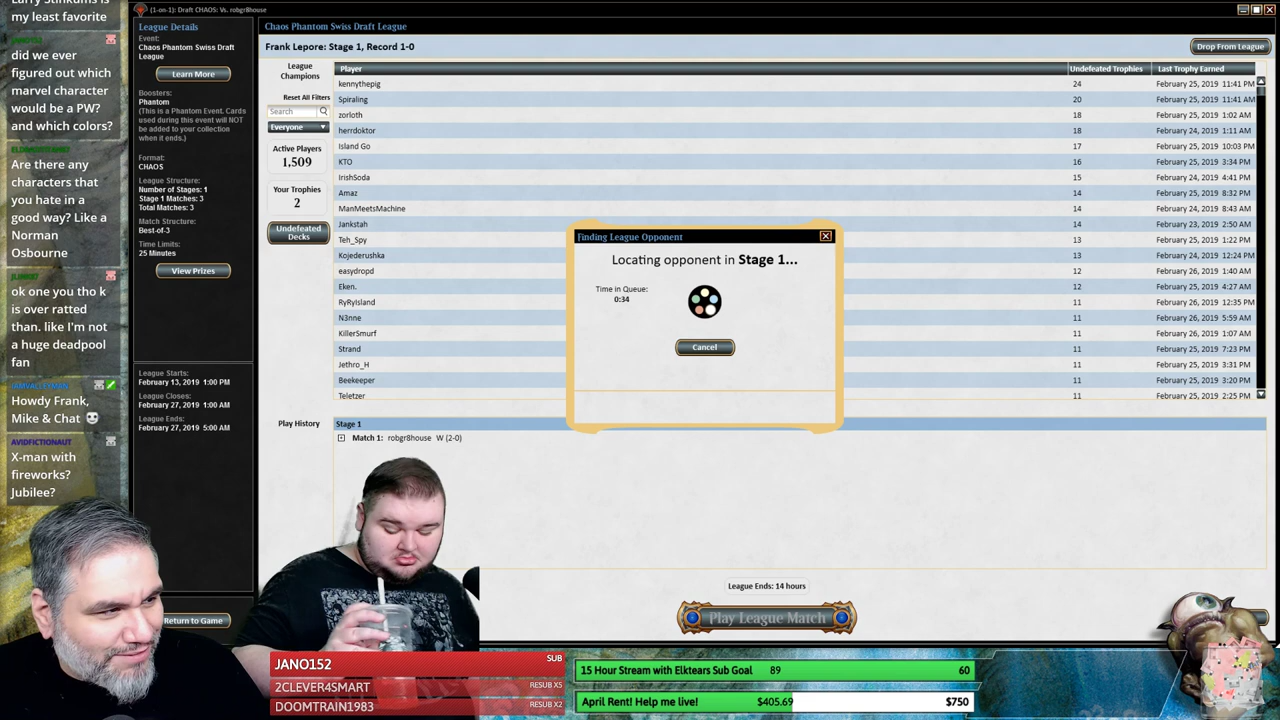 Larry Stinkums is
my least favorite
did we ever
figured out which
marvel character
would be a PW?
and which colors?
Are there any
characters that
you hate in a
good way? Like a
Norman
Osbourne
ok one you tho k
is over ratted
than. like I'm not
a huge deadpool
fan
Howdy Frank,
Mike & Chat
AVIDFICTIONAUT
X-man with
fireworks?
Jubilee?
(1-on-1): Draft CHAOS: Vs. robgr8house
League Details
Event:
Chaos Phantom Swiss Draft
League
Learn More
Boosters:
Phantom
(This is a Phantom Event. Cards
used during this event will NOT
be added to your collection
when it ends.)
Format:
CHAOS
League Structure:
Number of Stages: 1
Stage 1 Matches: 3
Total Matches: 3
Match Structure:
Best-of-3
Time Limits:
25 Minutes
View Prizes
League Starts:
February 13, 2019 1:00 PM
League Closes:
February 27, 2019 1:00 AM
League Ends:
February 27, 2019 5:00 AM
Return to Game
Chaos Phantom Swiss Draft League
Frank Lepore: Stage 1, Record 1-0
Drop From League
League
Champions
Reset All Filters
Search
Everyone
Active Players
1,509
Your Trophies
2
Undefeated
Decks
Player Undefeated Trophies Last Trophy Earned
kennythepig 24 February 25, 2019 11:41 PM
Spiraling 20 February 25, 2019 11:41 AM
zorloth 18 February 25, 2019 1:02 AM
herrdoktor 18 February 24, 2019 1:11 AM
Island Go 17 February 25, 2019 10:03 PM
KTO 16 February 25, 2019 3:34 PM
IrishSoda 15 February 24, 2019 4:41 PM
Amaz 14 February 25, 2019 8:32 PM
ManMeetsMachine 14 February 24, 2019 8:43 AM
Jankstah 14 February 23, 2019 2:50 AM
Teh_Spy 13 February 25, 2019 1:22 PM
Kojederushka 13 February 24, 2019 12:24 PM
easydropd 12 February 26, 2019 1:40 AM
Eken. 12 February 25, 2019 4:27 AM
RyRyIsland 11 February 26, 2019 12:35 PM
N3nne 11 February 26, 2019 5:59 AM
KillerSmurf 11 February 26, 2019 1:07 AM
Strand 11 February 25, 2019 7:23 PM
Jethro_H 11 February 25, 2019 3:31 PM
Beekeeper 11 February 25, 2019 3:20 PM
Teletzer 11 February 25, 2019 2:25 PM
Finding League Opponent
Locating opponent in Stage 1...
Time in Queue:
0:34
Cancel
Play History
Stage 1
Match 1: robgr8house W (2-0)
League Ends: 14 hours
Play League Match
JANO152 SUB
2CLEVER4SMART RESUB X5
DOOMTRAIN1983 RESUB X2
15 Hour Stream with Elktears Sub Goal 89 60
April Rent! Help me live! $405.69 $750